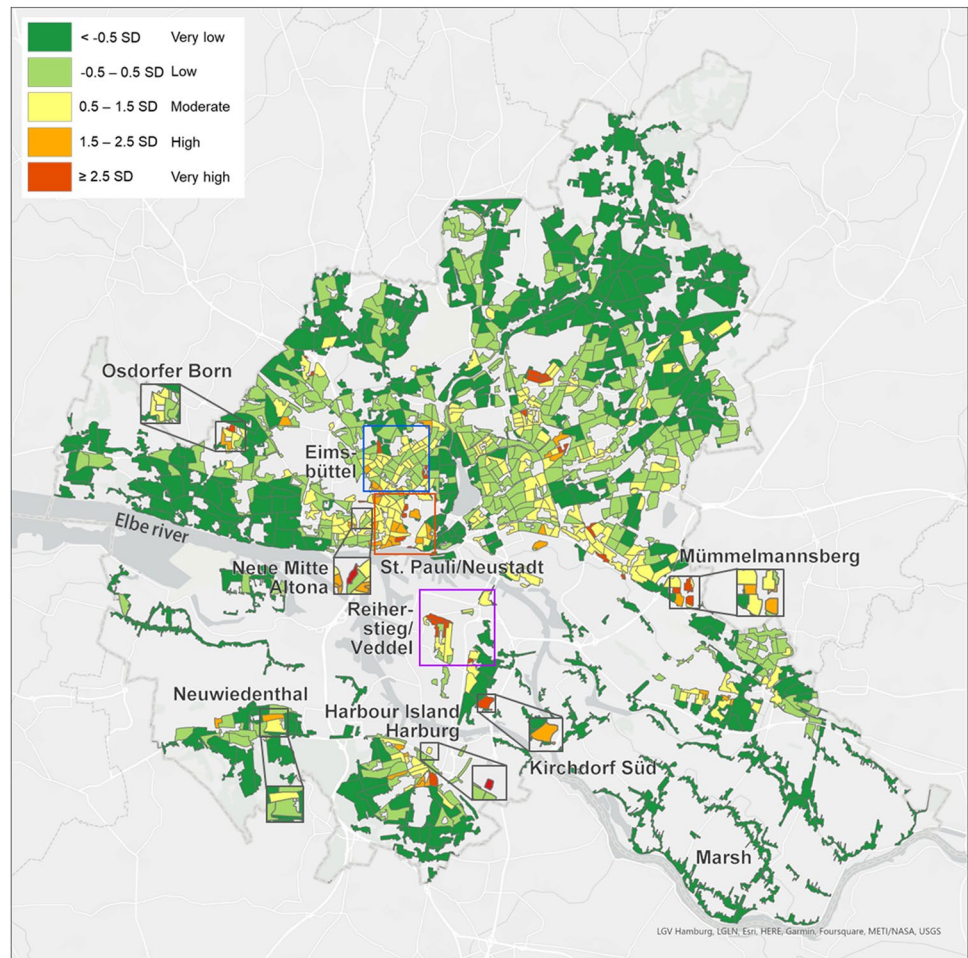 < -0.5 SD Very low
-0.5 – 0.5 SD Low
0.5 – 1.5 SD Moderate
1.5 – 2.5 SD High
≥ 2.5 SD Very high
Osdorfer Born
Eims-
büttel
Elbe river
Neue Mitte
Altona
St. Pauli/Neustadt
Mümmelmannsberg
Reiher-
stieg/
Veddel
Neuwiedenthal
Harbour Island
Harburg
Kirchdorf Süd
Marsh
LGV Hamburg, LGLN, Esri, HERE, Garmin, Foursquare, METI/NASA, USGS